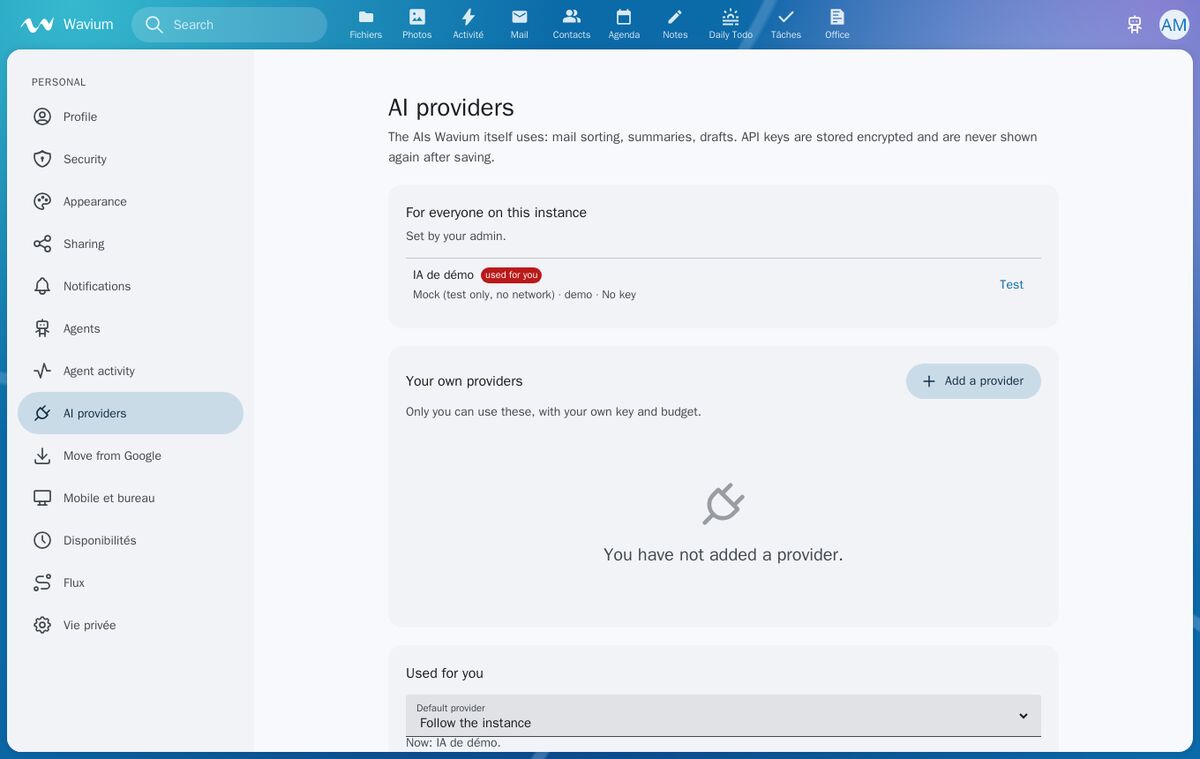 Wavium
Search
Fichiers
Photos
Activité
Mail
Contacts
Agenda
Notes
Daily Todo
Tâches
Office
AM
PERSONAL
Profile
Security
Appearance
Sharing
Notifications
Agents
Agent activity
AI providers
Move from Google
Mobile et bureau
Disponibilités
Flux
Vie privée
AI providers
The AIs Wavium itself uses: mail sorting, summaries, drafts. API keys are stored encrypted and are never shown
again after saving.
For everyone on this instance
Set by your admin.
IA de démo used for you
Mock (test only, no network) · demo · No key
Test
Your own providers
Add a provider
Only you can use these, with your own key and budget.
You have not added a provider.
Used for you
Default provider
Follow the instance
Now: IA de démo.